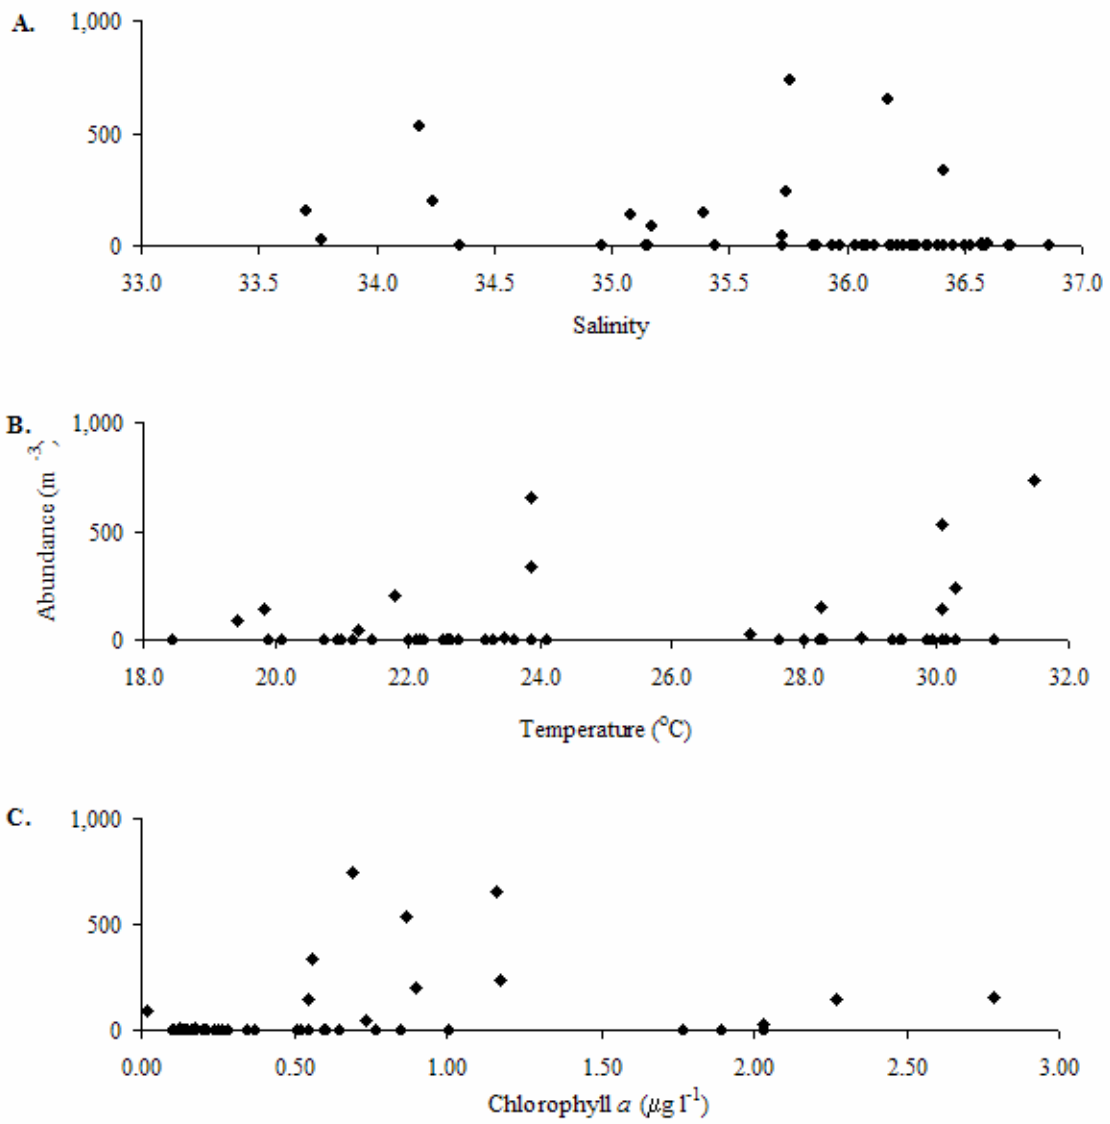 A.
1,000
500
0
33.0 33.5 34.0 34.5 35.0 35.5 36.0 36.5 37.0
Salinity
B.
1,000
500
0
Abundance (m⁻³,
18.0 20.0 22.0 24.0 26.0 28.0 30.0 32.0
Temperature (°C)
C.
1,000
500
0
0.00 0.50 1.00 1.50 2.00 2.50 3.00
Chlorophyll a (µg l⁻¹)